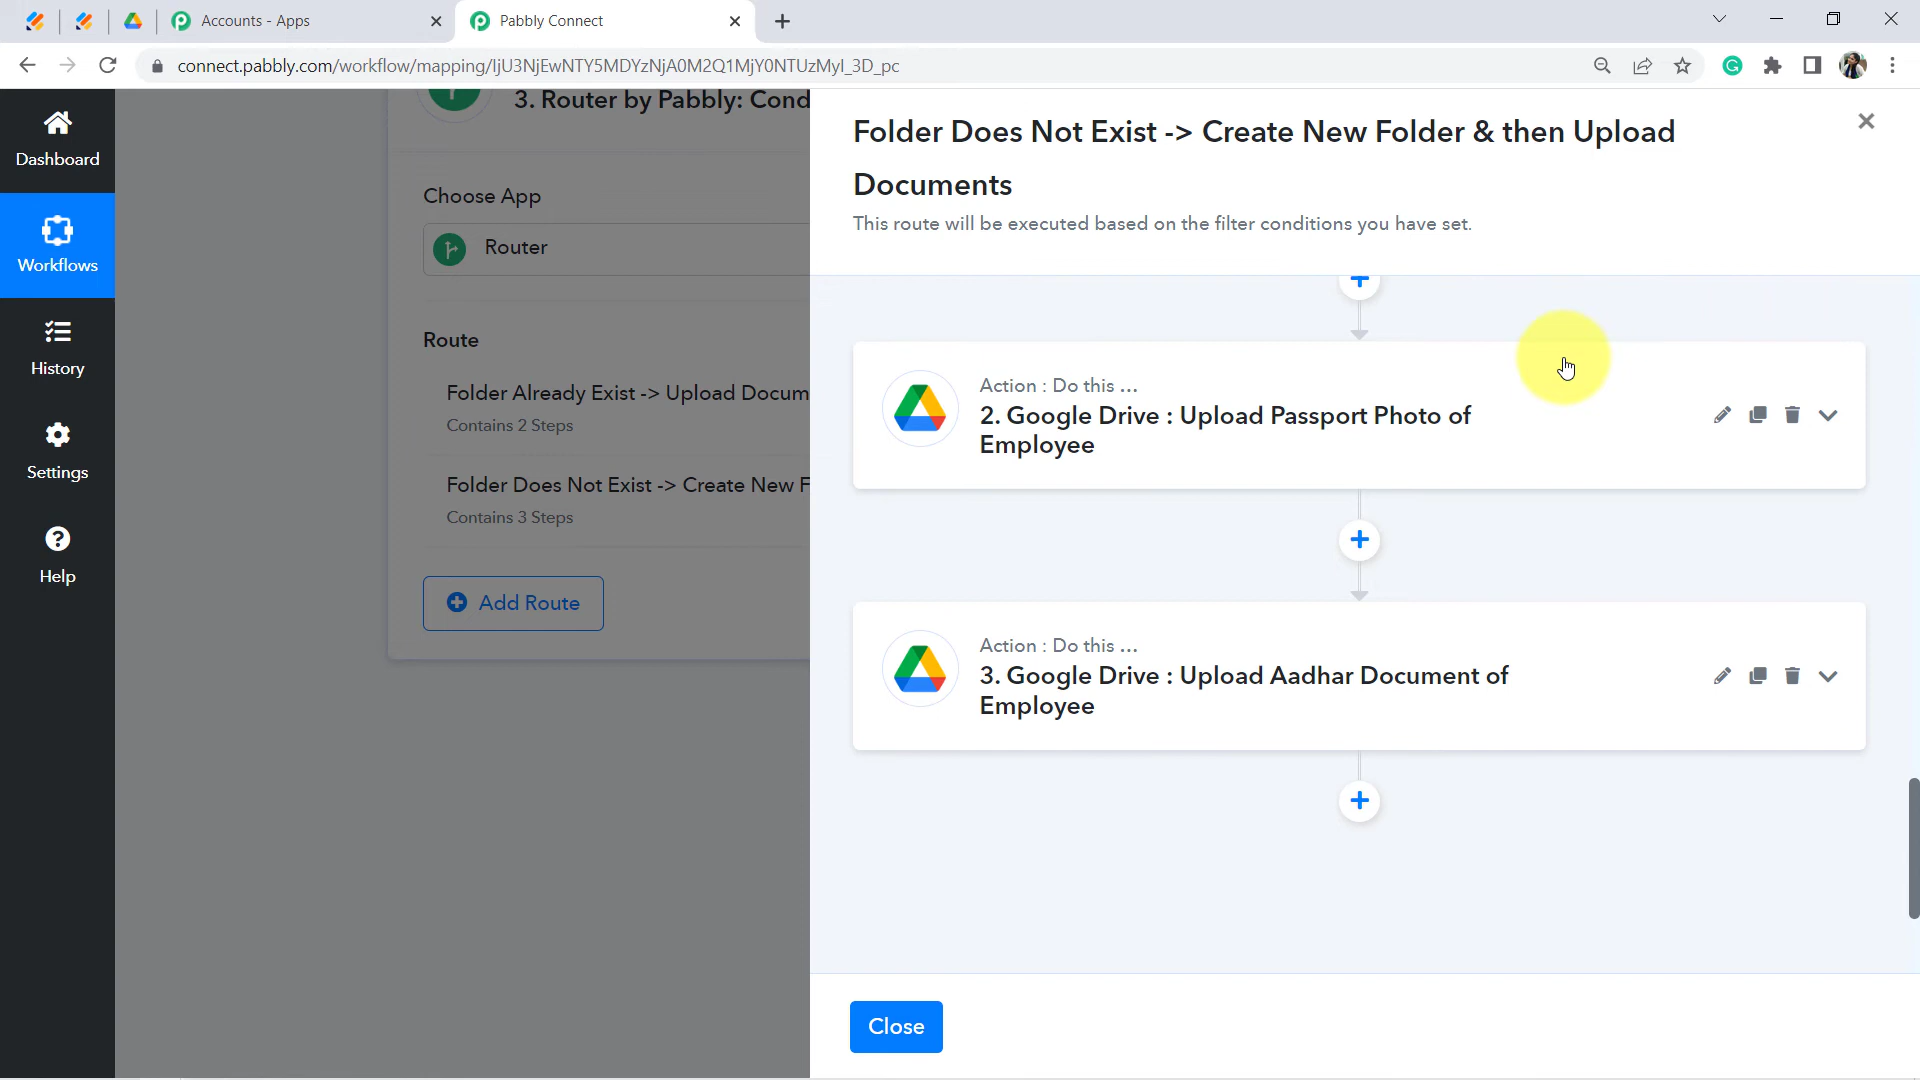 Accounts - Apps
Pabbly Connect
connect.pabbly.com/workflow/mapping/IjU3NjEwNTY5MDYzNjA0M2Q1MjY0NTUzMyI_3D_pc
Dashboard
Workflows
History
Settings
Help
3. Router by Pabbly: Cond
Choose App
Router
Route
Folder Already Exist -> Upload Docum
Contains 2 Steps
Folder Does Not Exist -> Create New F
Contains 3 Steps
Add Route
Folder Does Not Exist -> Create New Folder & then Upload
Documents
This route will be executed based on the filter conditions you have set.
Action : Do this ...
2. Google Drive : Upload Passport Photo of
Employee
Action : Do this ...
3. Google Drive : Upload Aadhar Document of
Employee
Close